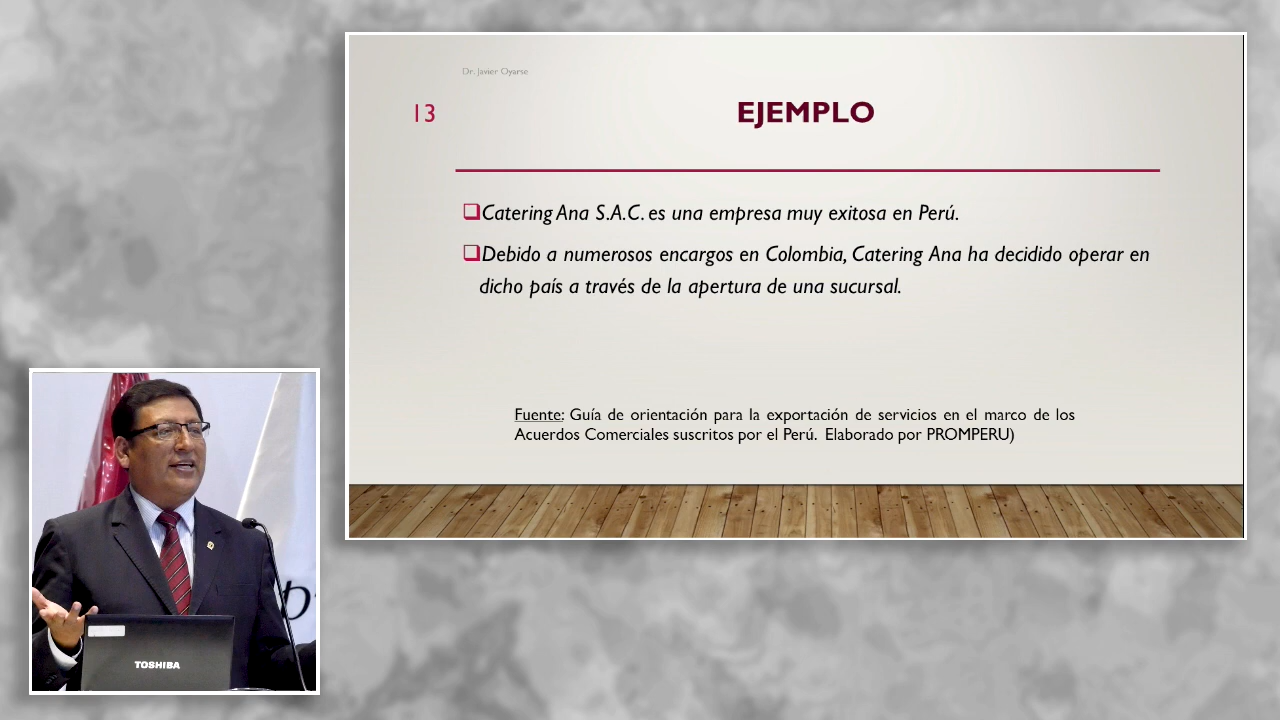 Dr. Javier Oyarse
13
EJEMPLO
Catering Ana S.A.C. es una empresa muy exitosa en Perú.
Debido a numerosos encargos en Colombia, Catering Ana ha decidido operar en
dicho país a través de la apertura de una sucursal.
Fuente: Guía de orientación para la exportación de servicios en el marco de los
Acuerdos Comerciales suscritos por el Perú. Elaborado por PROMPERU)
TOSHIBA